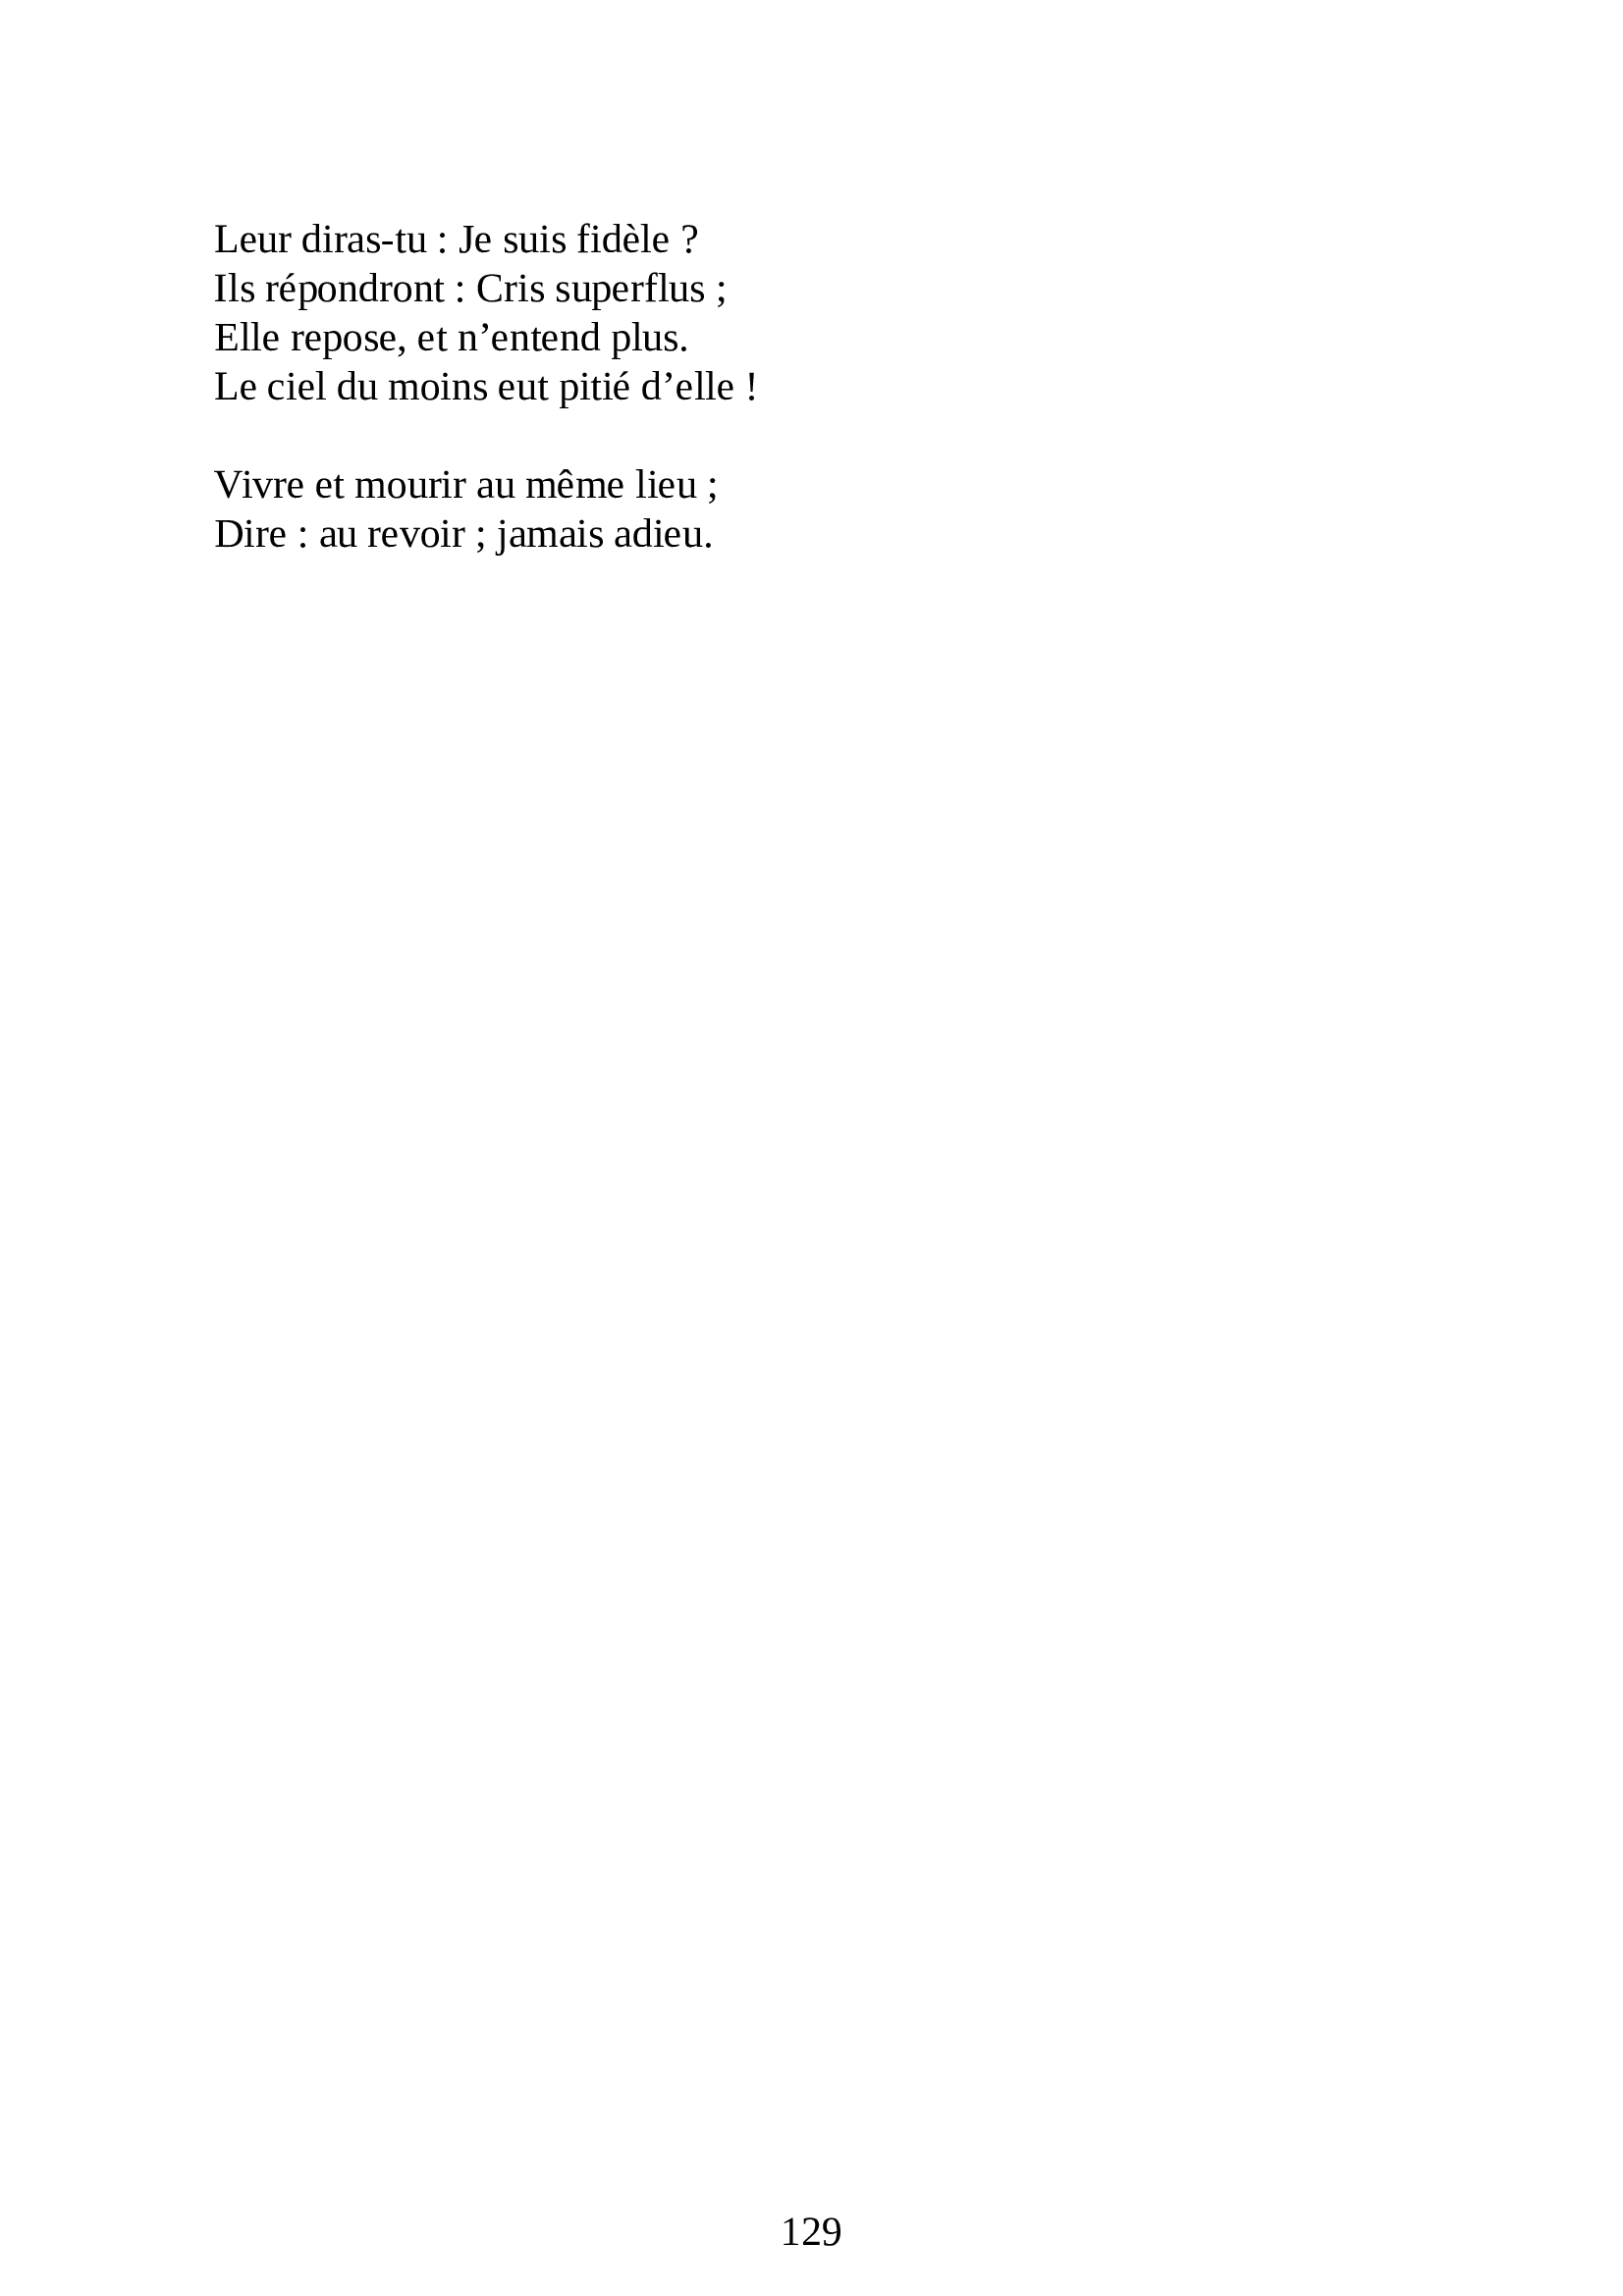 Leur diras-tu : Je suis fidèle ?
Ils répondront : Cris superflus ;
Elle repose, et n’entend plus.
Le ciel du moins eut pitié d’elle !
Vivre et mourir au même lieu ;
Dire : au revoir ; jamais adieu.
129